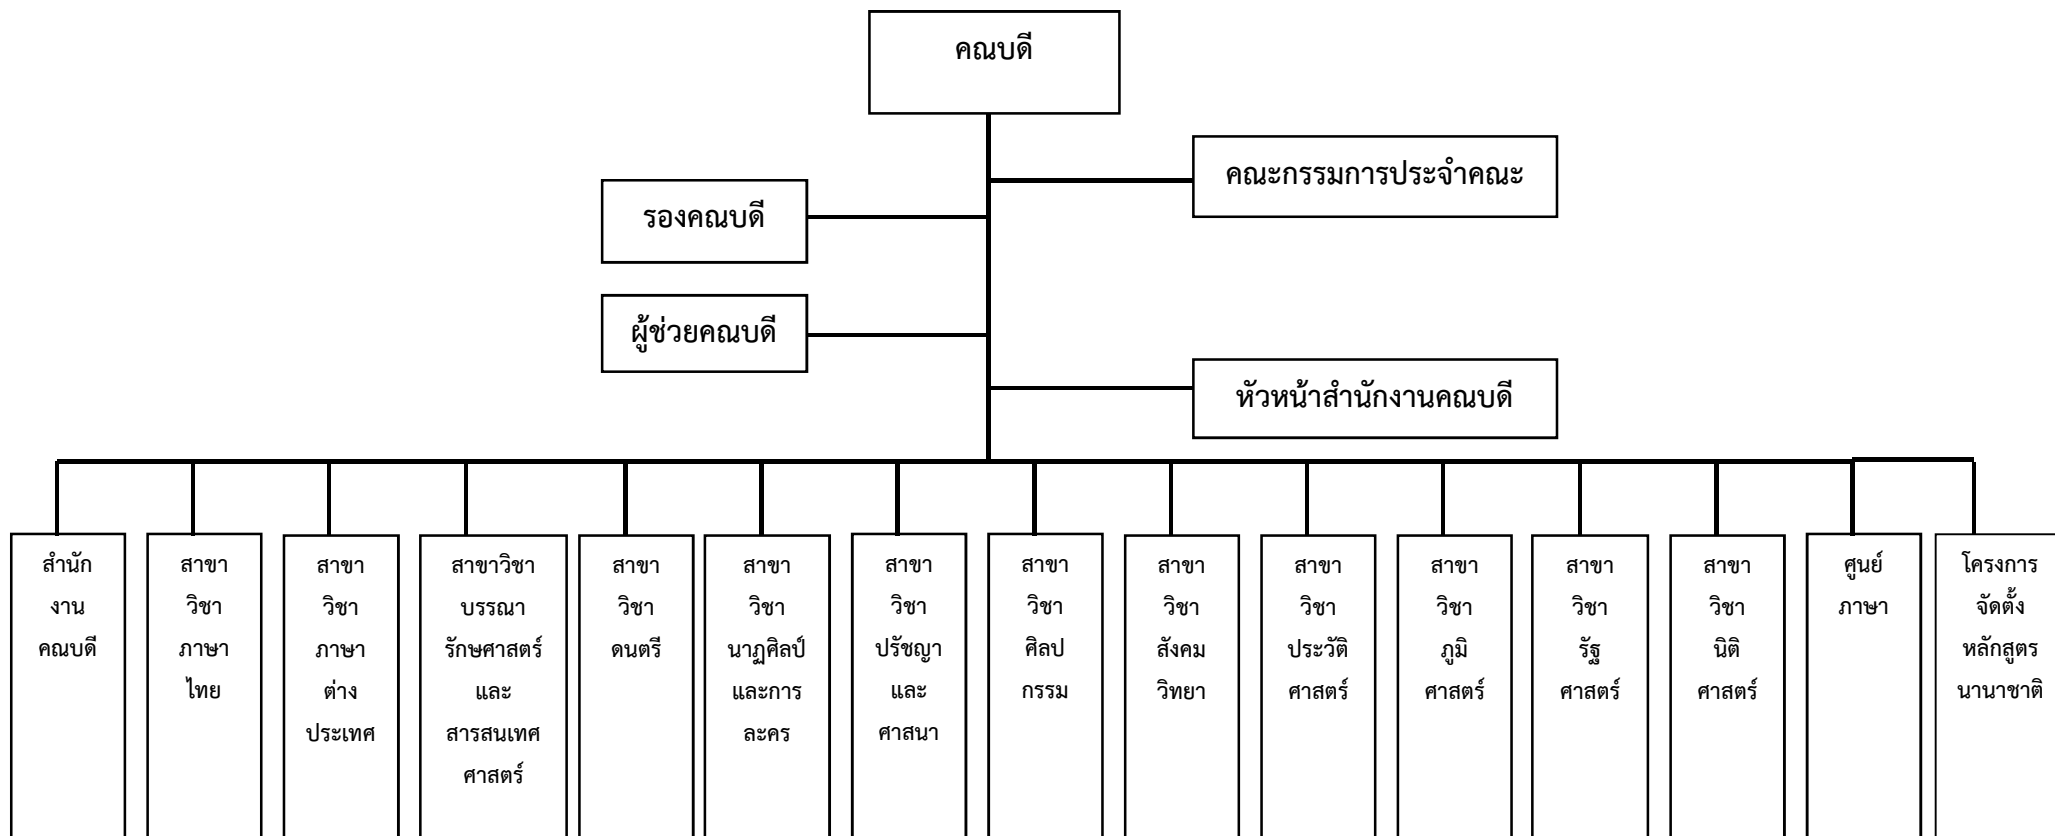 คณบดี
คณะกรรมการประจำคณะ
รองคณบดี
ผู้ช่วยคณบดี
หัวหน้าสำนักงานคณบดี
สำนัก
งาน
คณบดี
สาขา
วิชา
ภาษา
ไทย
สาขา
วิชา
ภาษา
ต่าง
ประเทศ
สาขาวิชา
บรรณา
รักษศาสตร์
และ
สารสนเทศ
ศาสตร์
สาขา
วิชา
ดนตรี
สาขา
วิชา
นาฏศิลป์
และการ
ละคร
สาขา
วิชา
ปรัชญา
และ
ศาสนา
สาขา
วิชา
ศิลป
กรรม
สาขา
วิชา
สังคม
วิทยา
สาขา
วิชา
ประวัติ
ศาสตร์
สาขา
วิชา
ภูมิ
ศาสตร์
สาขา
วิชา
รัฐ
ศาสตร์
สาขา
วิชา
นิติ
ศาสตร์
ศูนย์
ภาษา
โครงการ
จัดตั้ง
หลักสูตร
นานาชาติ